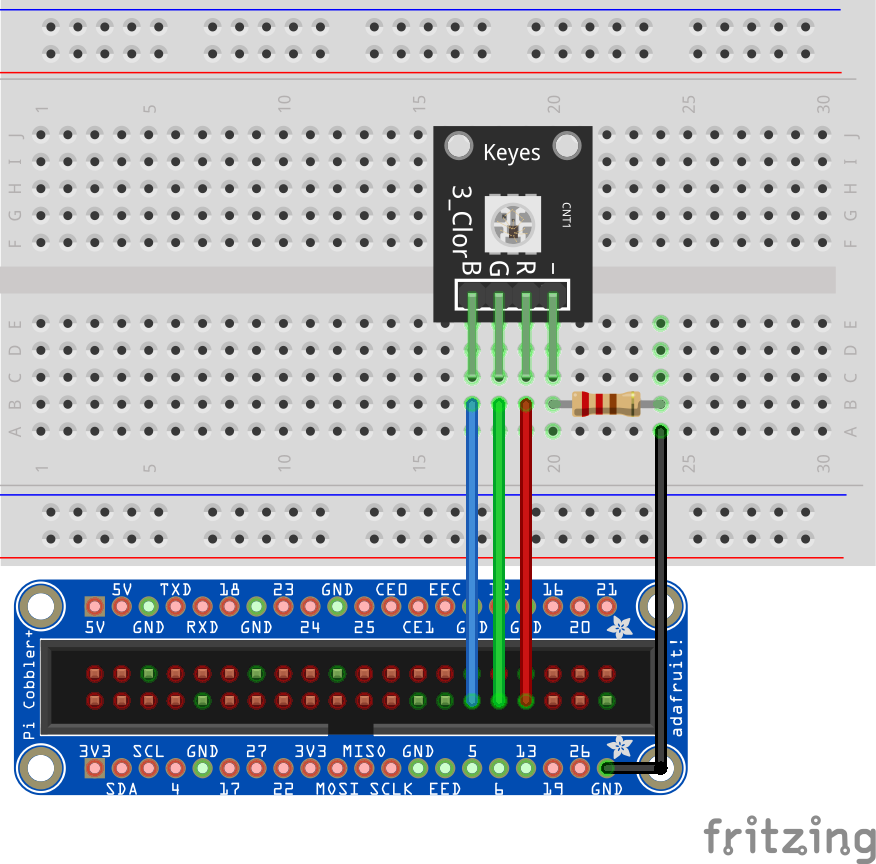 1 5 10 15 20 25 30
J J
I I
H H
G G
F F
Keyes
3_Clor
CNT1
B G R -
E E
D D
C C
B B
A A
1 5 10 15 20 25 30
5V TXD 18 23 GND CE0 EEC 12 16 21
5V GND RXD GND 24 25 CE1 20
Pi Cobbler+
adafruit!
3V3 SCL GND 27 3V3 MISO GND 5 13 26
SDA 4 17 22 MOSI SCLK EED 6 19 GND
fritzing